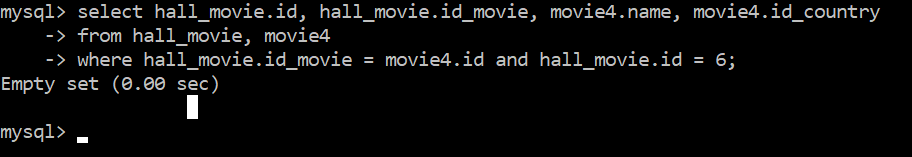 mysql> select hall_movie.id, hall_movie.id_movie, movie4.name, movie4.id_country
    -> from hall_movie, movie4
    -> where hall_movie.id_movie = movie4.id and hall_movie.id = 6;
Empty set (0.00 sec)
mysql>